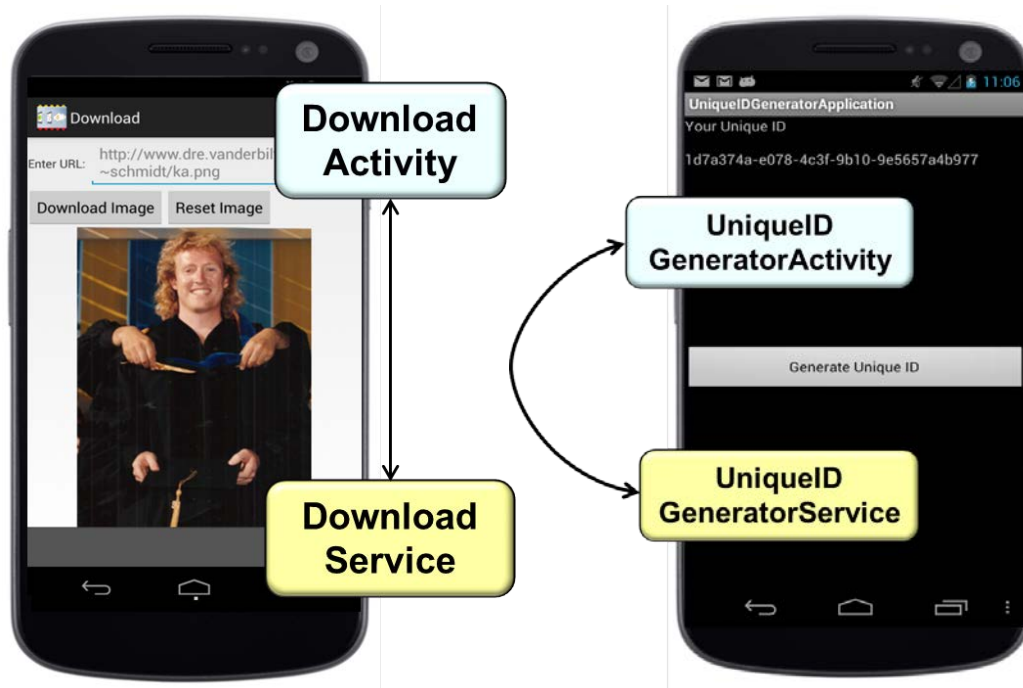 Download
Enter URL:
http://www.dre.vanderbil
~schmidt/ka.png
Download Image
Reset Image
Download
Activity
Download
Service
11:06
UniqueIDGeneratorApplication
Your Unique ID
1d7a374a-e078-4c3f-9b10-9e5657a4b977
UniqueID
GeneratorActivity
Generate Unique ID
UniqueID
GeneratorService